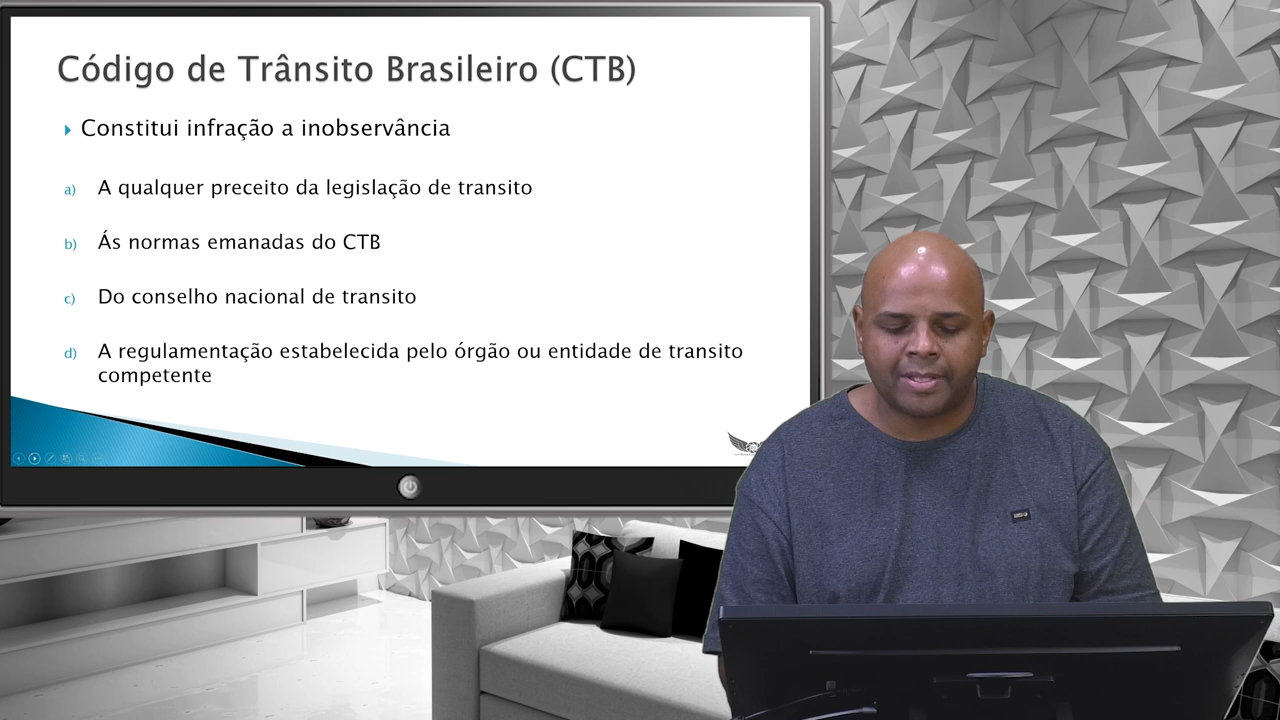 Código de Trânsito Brasileiro (CTB)
Constitui infração a inobservância
a) A qualquer preceito da legislação de transito
b) Ás normas emanadas do CTB
c) Do conselho nacional de transito
d) A regulamentação estabelecida pelo órgão ou entidade de transito
competente